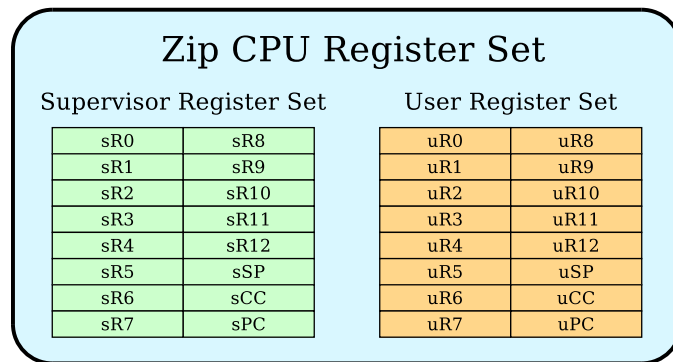 Zip CPU Register Set
Supervisor Register Set
sR0 sR8
sR1 sR9
sR2 sR10
sR3 sR11
sR4 sR12
sR5 sSP
sR6 sCC
sR7 sPC
User Register Set
uR0 uR8
uR1 uR9
uR2 uR10
uR3 uR11
uR4 uR12
uR5 uSP
uR6 uCC
uR7 uPC